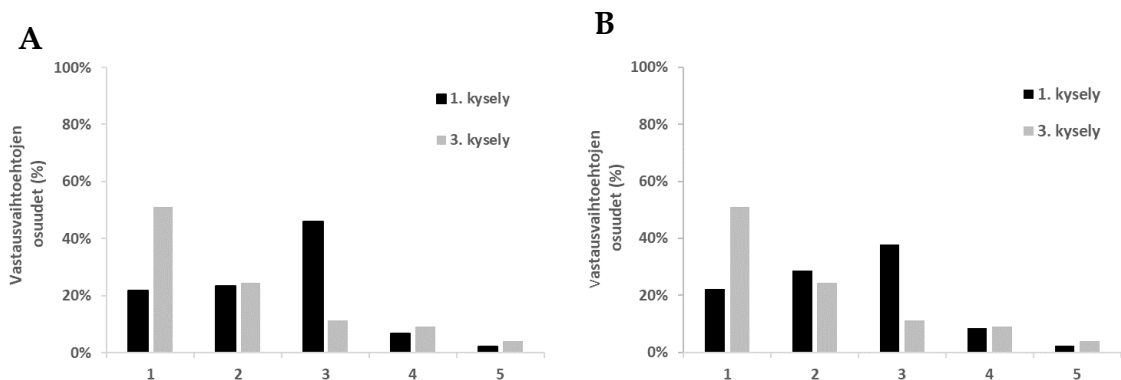 A
Vastausvaihtoehtojen
osuudet (%)
100%
80%
60%
40%
20%
0%
1. kysely
3. kysely
1 2 3 4 5
B
Vastausvaihtoehtojen
osuudet (%)
100%
80%
60%
40%
20%
0%
1. kysely
3. kysely
1 2 3 4 5